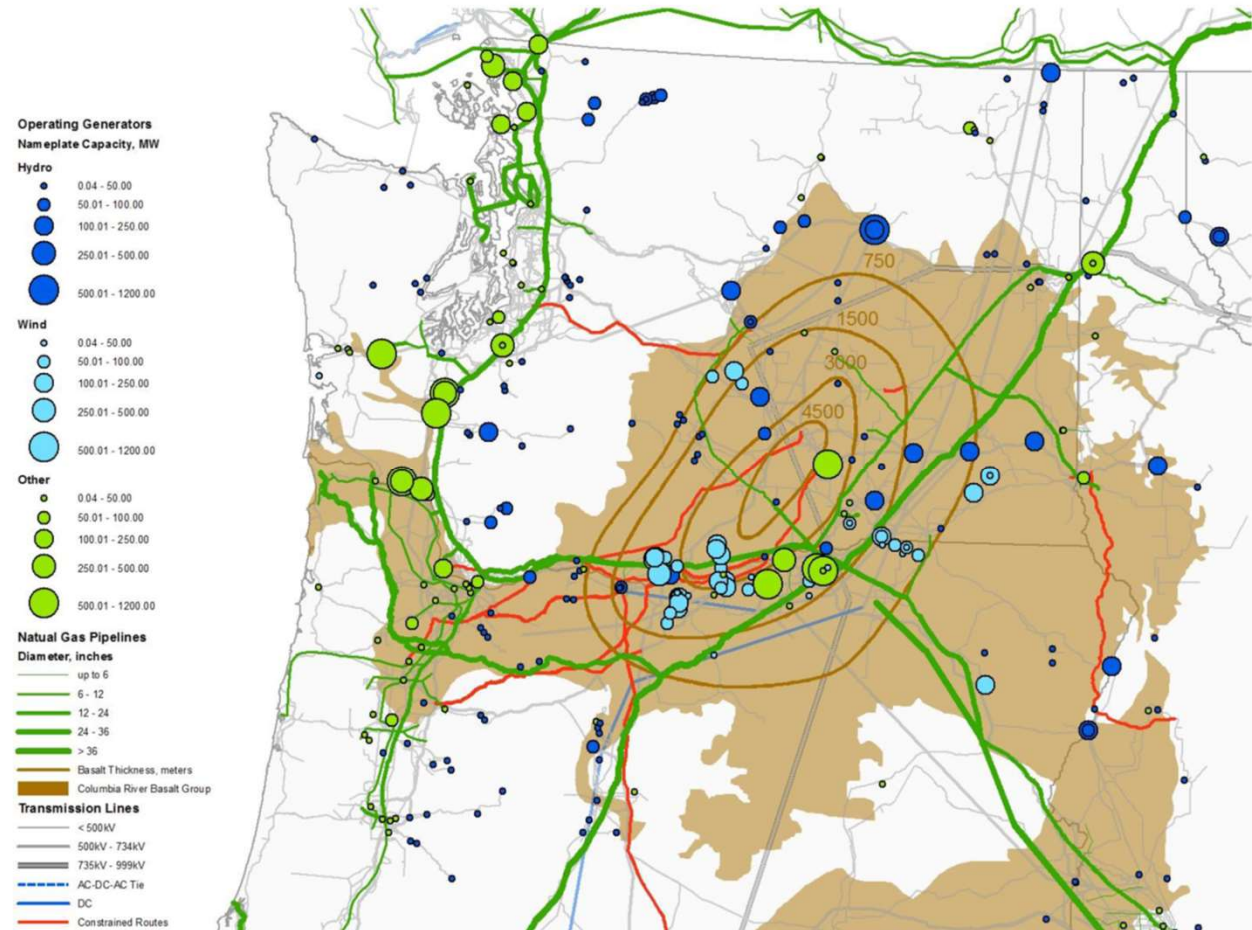 Operating Generators
Nameplate Capacity, MW
Hydro
0.04 - 50.00
50.01 - 100.00
100.01 - 250.00
250.01 - 500.00
500.01 - 1200.00
Wind
0.04 - 50.00
50.01 - 100.00
100.01 - 250.00
250.01 - 500.00
500.01 - 1200.00
Other
0.04 - 50.00
50.01 - 100.00
100.01 - 250.00
250.01 - 500.00
500.01 - 1200.00
Natual Gas Pipelines
Diameter, inches
up to 6
6 - 12
12 - 24
24 - 36
> 36
Basalt Thickness, meters
Columbia River Basalt Group
Transmission Lines
< 500kV
500kV - 734kV
735kV - 999kV
AC-DC-AC Tie
DC
Constrained Routes
750
1500
3000
4500